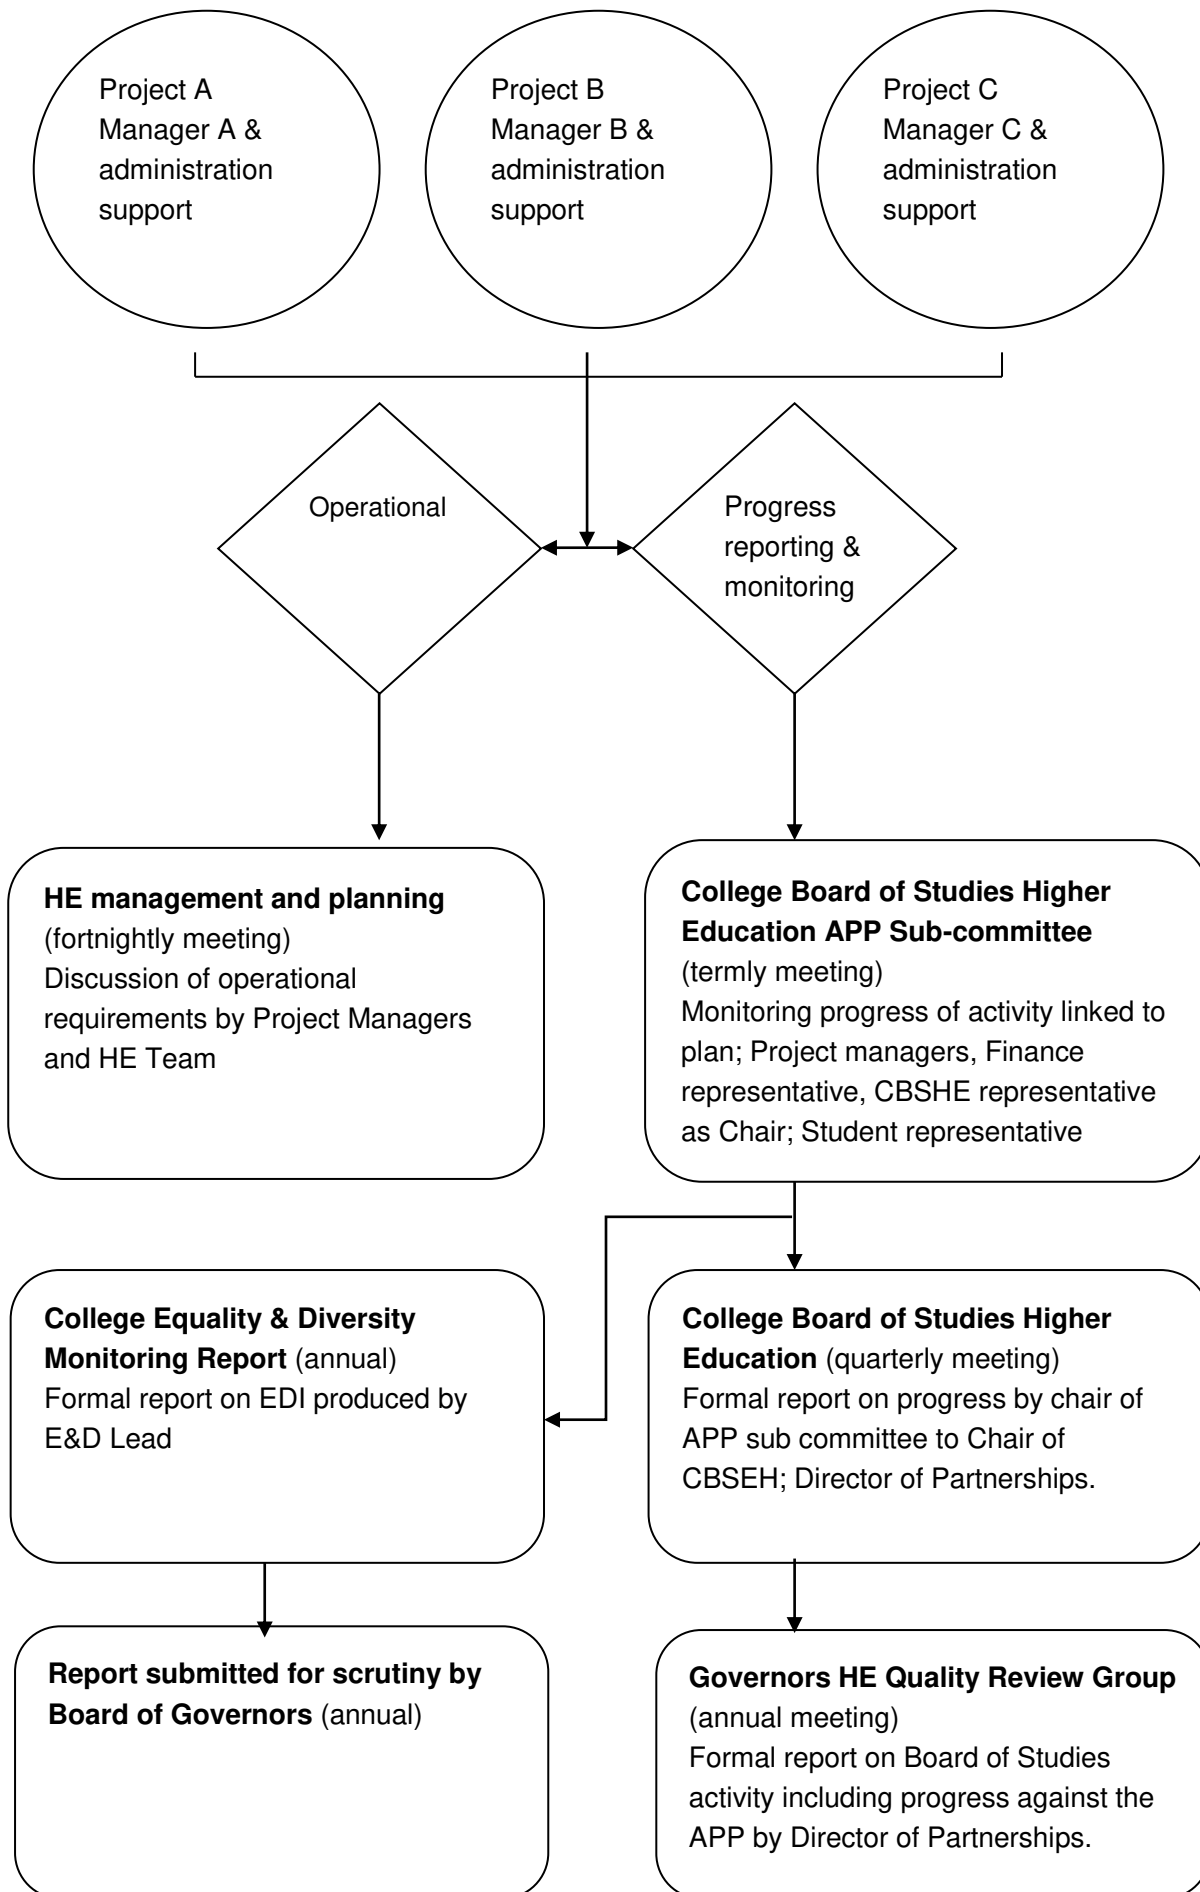 Project A
Manager A &
administration
support
Project B
Manager B &
administration
support
Project C
Manager C &
administration
support
Operational
Progress
reporting &
monitoring
HE management and planning
(fortnightly meeting)
Discussion of operational
requirements by Project Managers
and HE Team
College Board of Studies Higher
Education APP Sub-committee
(termly meeting)
Monitoring progress of activity linked to
plan; Project managers, Finance
representative, CBSHE representative
as Chair; Student representative
College Equality & Diversity
Monitoring Report (annual)
Formal report on EDI produced by
E&D Lead
College Board of Studies Higher
Education (quarterly meeting)
Formal report on progress by chair of
APP sub committee to Chair of
CBSEH; Director of Partnerships.
Report submitted for scrutiny by
Board of Governors (annual)
Governors HE Quality Review Group
(annual meeting)
Formal report on Board of Studies
activity including progress against the
APP by Director of Partnerships.